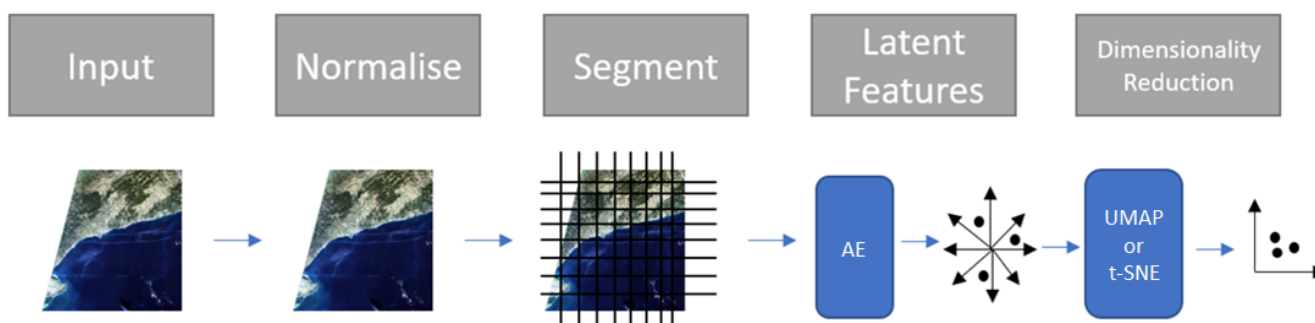 Input
Normalise
Segment
Latent
Features
Dimensionality
Reduction
AE
UMAP
or
t-SNE